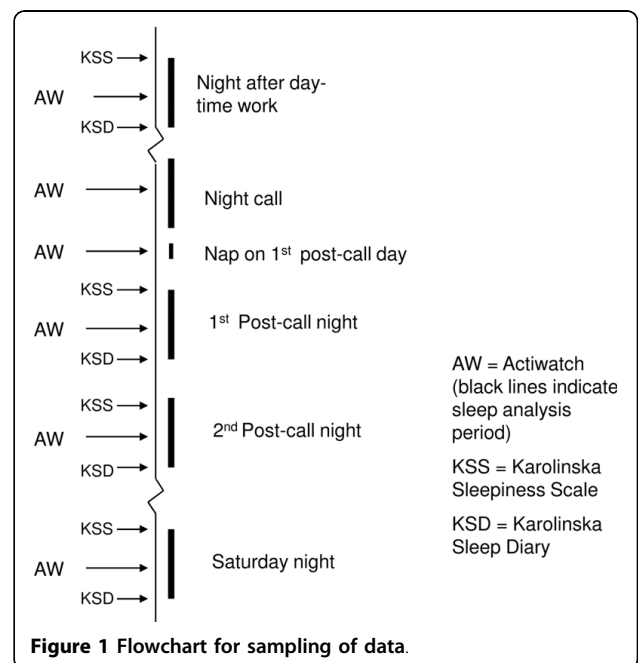 KSS
AW
KSD
Night after day-
time work
AW
Night call
AW
Nap on 1st post-call day
KSS
AW
KSD
1st Post-call night
KSS
AW
KSD
2nd Post-call night
KSS
AW
KSD
Saturday night
AW = Actiwatch
(black lines indicate
sleep analysis
period)
KSS = Karolinska
Sleepiness Scale
KSD = Karolinska
Sleep Diary
Figure 1 Flowchart for sampling of data.